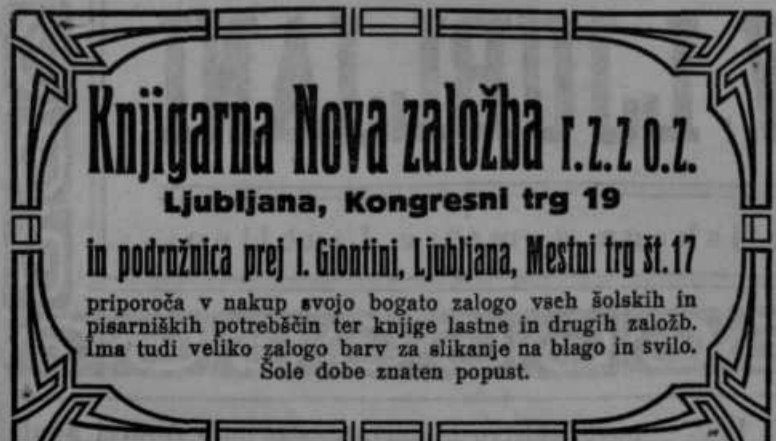 Knjigarna Nova založba r.z.z o.z.
Ljubljana, Kongresni trg 19
in podružnica prej I. Giontini, Ljubljana, Mestni trg št. 17
priporoča v nakup svojo bogato zalogo vseh šolskih in
pisarniških potrebščin ter knjige lastne in drugih založb.
Ima tudi veliko zalogo barv za slikanje na blago in svilo.
Šole dobe znaten popust.